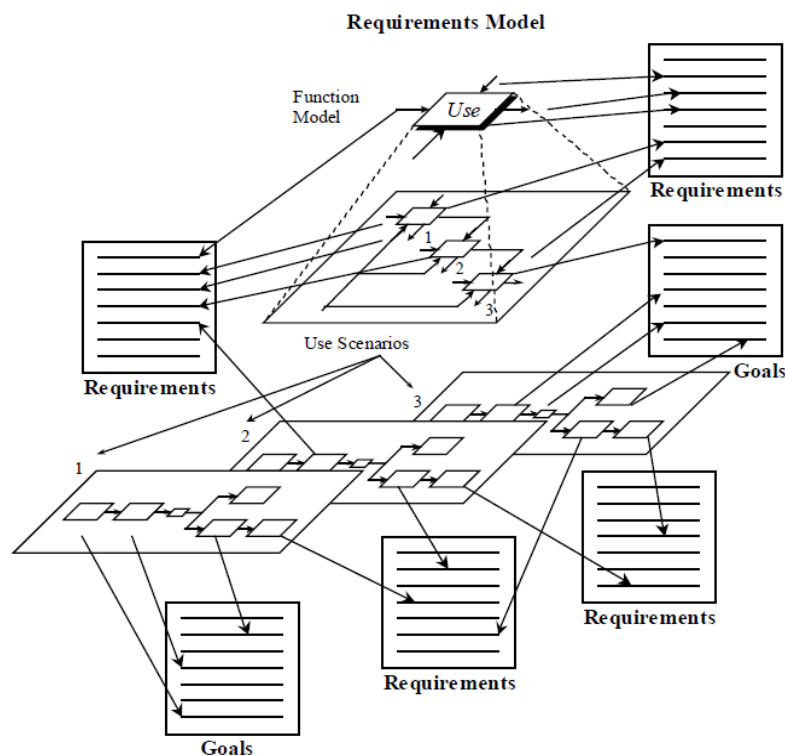 Requirements Model
Function
Model
Use
Requirements
1
2
3
Requirements
Use Scenarios
Goals
3
2
1
Requirements
Requirements
Goals